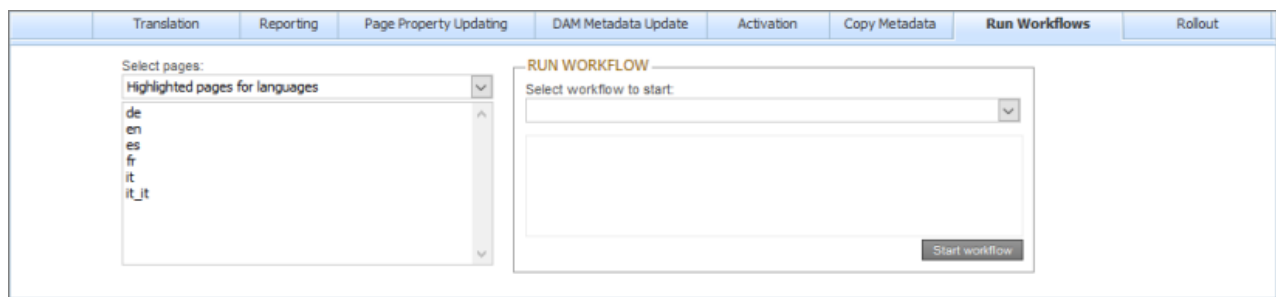 Translation Reporting Page Property Updating DAM Metadata Update Activation Copy Metadata Run Workflows Rollout
Select pages:
Highlighted pages for languages
de
en
es
fr
it
it_it
RUN WORKFLOW
Select workflow to start:
Start workflow